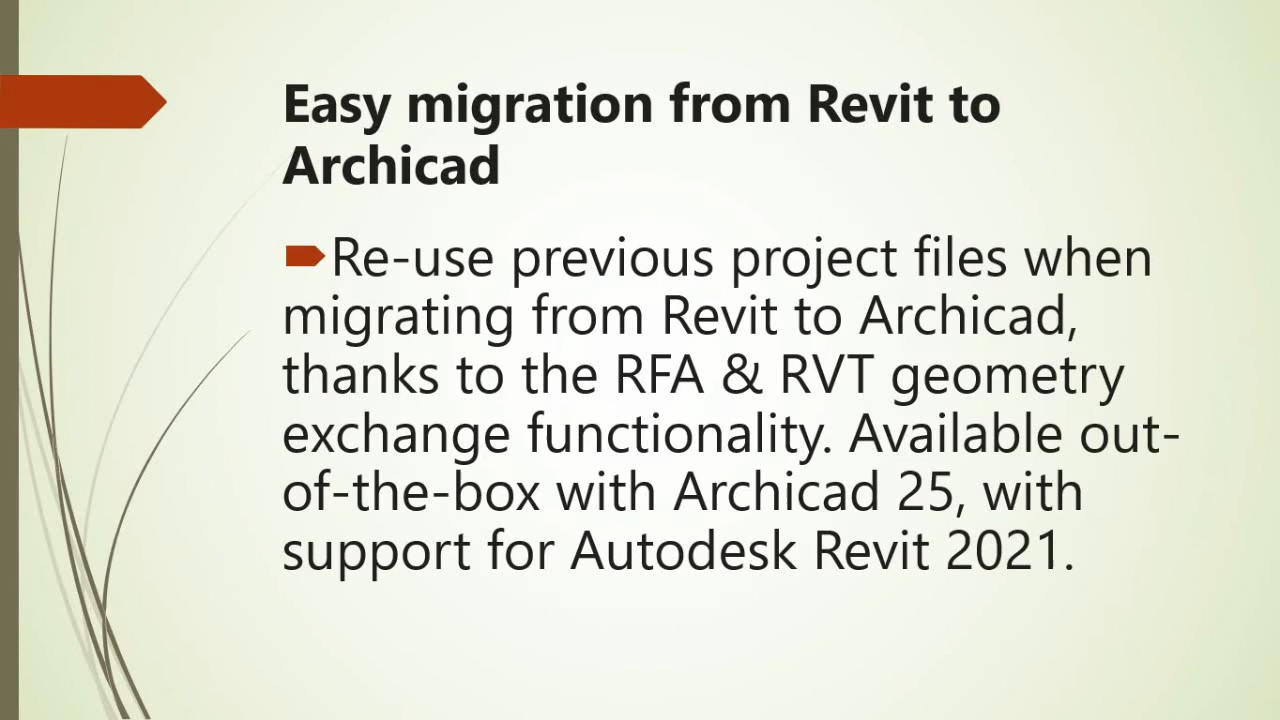 Easy migration from Revit to
Archicad
Re-use previous project files when
migrating from Revit to Archicad,
thanks to the RFA & RVT geometry
exchange functionality. Available out-
of-the-box with Archicad 25, with
support for Autodesk Revit 2021.